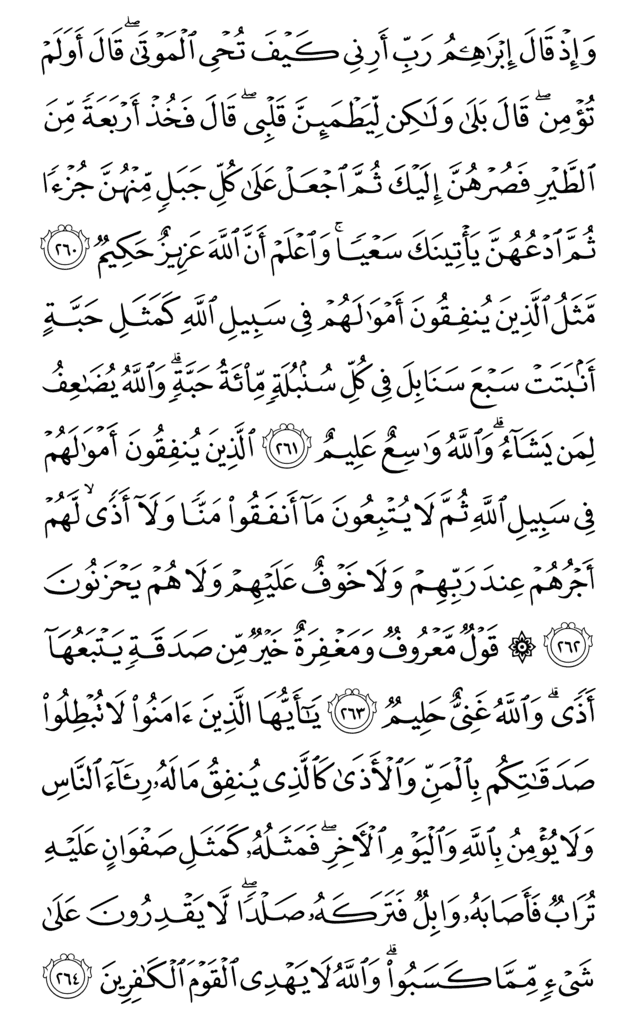 وَإِذْ قَالَ إِبْرَٰهِـۧمُ رَبِّ أَرِنِى كَيْفَ تُحْىِ ٱلْمَوْتَىٰ ۖ قَالَ أَوَلَمْ
تُؤْمِن ۖ قَالَ بَلَىٰ وَلَـٰكِن لِّيَطْمَئِنَّ قَلْبِى ۖ قَالَ فَخُذْ أَرْبَعَةً مِّنَ
ٱلطَّيْرِ فَصُرْهُنَّ إِلَيْكَ ثُمَّ ٱجْعَلْ عَلَىٰ كُلِّ جَبَلٍ مِّنْهُنَّ جُزْءًا
ثُمَّ ٱدْعُهُنَّ يَأْتِينَكَ سَعْيًا ۚ وَٱعْلَمْ أَنَّ ٱللَّهَ عَزِيزٌ حَكِيمٌ ٢٦٠
مَّثَلُ ٱلَّذِينَ يُنفِقُونَ أَمْوَٰلَهُمْ فِى سَبِيلِ ٱللَّهِ كَمَثَلِ حَبَّةٍ
أَنۢبَتَتْ سَبْعَ سَنَابِلَ فِى كُلِّ سُنۢبُلَةٍ مِّا۟ئَةُ حَبَّةٍ ۗ وَٱللَّهُ يُضَـٰعِفُ
لِمَن يَشَآءُ ۗ وَٱللَّهُ وَٰسِعٌ عَلِيمٌ ٢٦١ ٱلَّذِينَ يُنفِقُونَ أَمْوَٰلَهُمْ
فِى سَبِيلِ ٱللَّهِ ثُمَّ لَا يُتْبِعُونَ مَآ أَنفَقُوا۟ مَنًّا وَلَآ أَذًى ۙ لَّهُمْ
أَجْرُهُمْ عِندَ رَبِّهِمْ وَلَا خَوْفٌ عَلَيْهِمْ وَلَا هُمْ يَحْزَنُونَ
٢٦٢ ۞ قَوْلٌ مَّعْرُوفٌ وَمَغْفِرَةٌ خَيْرٌ مِّن صَدَقَةٍ يَتْبَعُهَآ
أَذًى ۗ وَٱللَّهُ غَنِىٌّ حَلِيمٌ ٢٦٣ يَـٰٓأَيُّهَا ٱلَّذِينَ ءَامَنُوا۟ لَا تُبْطِلُوا۟
صَدَقَـٰتِكُم بِٱلْمَنِّ وَٱلْأَذَىٰ كَٱلَّذِى يُنفِقُ مَالَهُۥ رِئَآءَ ٱلنَّاسِ
وَلَا يُؤْمِنُ بِٱللَّهِ وَٱلْيَوْمِ ٱلْـَٔاخِرِ ۖ فَمَثَلُهُۥ كَمَثَلِ صَفْوَانٍ عَلَيْهِ
تُرَابٌ فَأَصَابَهُۥ وَابِلٌ فَتَرَكَهُۥ صَلْدًا ۖ لَّا يَقْدِرُونَ عَلَىٰ
شَىْءٍ مِّمَّا كَسَبُوا۟ ۗ وَٱللَّهُ لَا يَهْدِى ٱلْقَوْمَ ٱلْكَـٰفِرِينَ ٢٦٤